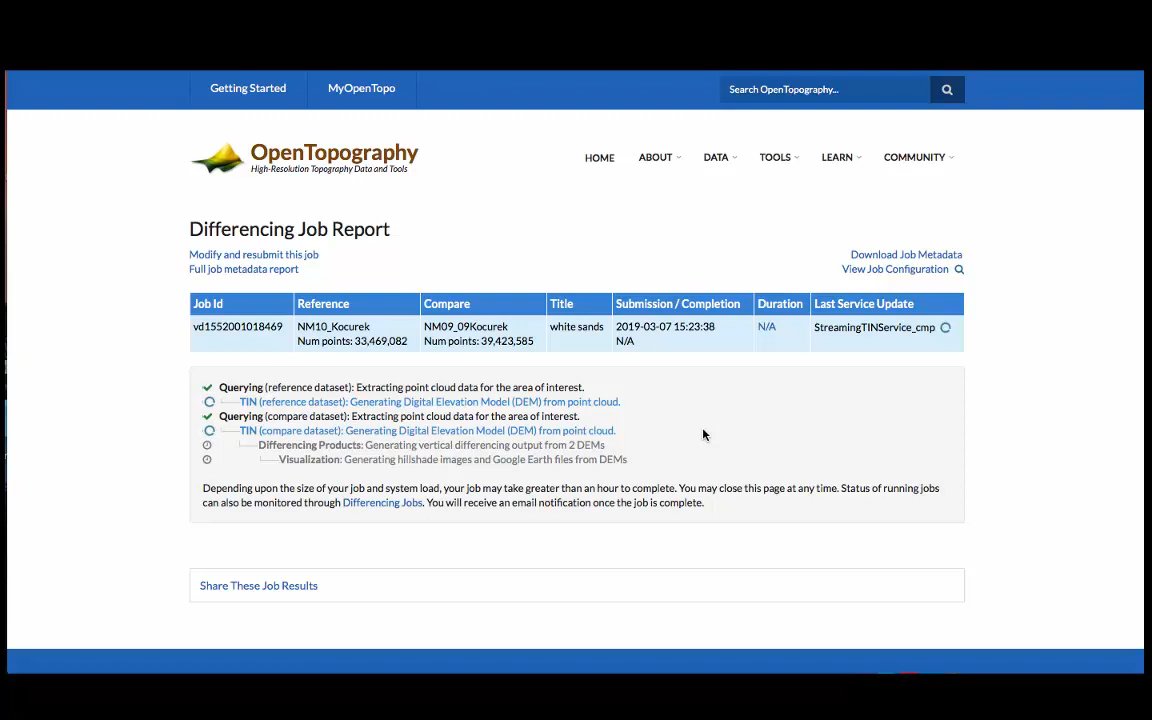 Getting Started
MyOpenTopo
Search OpenTopography...
OpenTopography
High-Resolution Topography Data and Tools
HOME
ABOUT
DATA
TOOLS
LEARN
COMMUNITY
Differencing Job Report
Modify and resubmit this job
Download Job Metadata
Full job metadata report
View Job Configuration
Job Id
Reference
Compare
Title
Submission / Completion
Duration
Last Service Update
vd1552001018469
NM10_Kocurek
Num points: 33,469,082
NM09_09Kocurek
Num points: 39,423,585
white sands
2019-03-07 15:23:38
N/A
N/A
StreamingTINService_cmp
Querying (reference dataset): Extracting point cloud data for the area of interest.
TIN (reference dataset): Generating Digital Elevation Model (DEM) from point cloud.
Querying (compare dataset): Extracting point cloud data for the area of interest.
TIN (compare dataset): Generating Digital Elevation Model (DEM) from point cloud.
Differencing Products: Generating vertical differencing output from 2 DEMs
Visualization: Generating hillshade images and Google Earth files from DEMs
Depending upon the size of your job and system load, your job may take greater than an hour to complete. You may close this page at any time. Status of running jobs
can also be monitored through Differencing Jobs. You will receive an email notification once the job is complete.
Share These Job Results